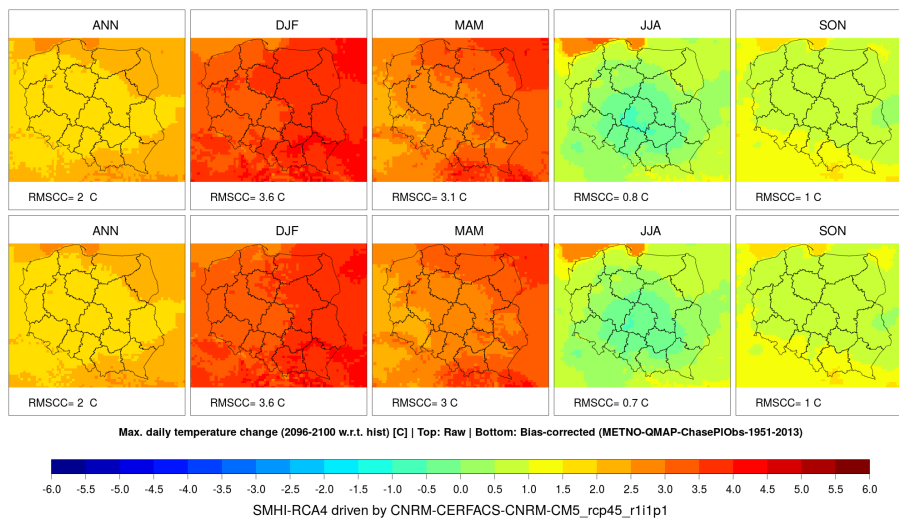 ANN DJF MAM JJA SON
RMSCC= 2 C RMSCC= 3.6 C RMSCC= 3.1 C RMSCC= 0.8 C RMSCC= 1 C
ANN DJF MAM JJA SON
RMSCC= 2 C RMSCC= 3.6 C RMSCC= 3 C RMSCC= 0.7 C RMSCC= 1 C
Max. daily temperature change (2096-2100 w.r.t. hist) [C] | Top: Raw | Bottom: Bias-corrected (METNO-QMAP-ChasePlObs-1951-2013)
-6.0 -5.5 -5.0 -4.5 -4.0 -3.5 -3.0 -2.5 -2.0 -1.5 -1.0 -0.5 0.0 0.5 1.0 1.5 2.0 2.5 3.0 3.5 4.0 4.5 5.0 5.5 6.0
SMHI-RCA4 driven by CNRM-CERFACS-CNRM-CM5_rcp45_r1i1p1